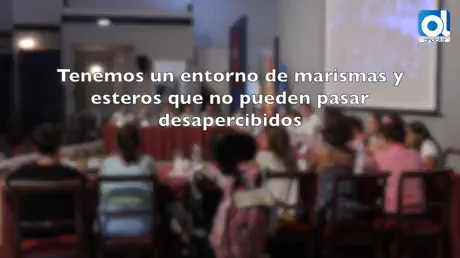 Tenemos un entorno de marismas y
esteros que no pueden pasar
desapercibidos